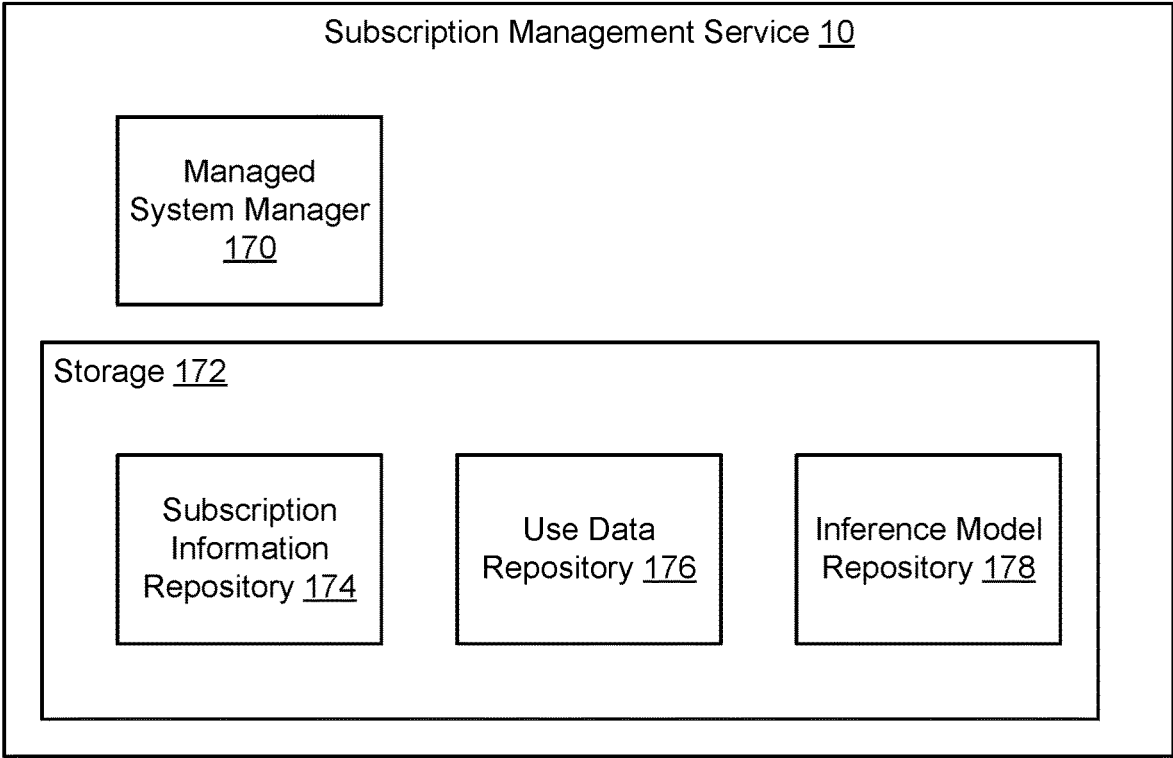 Subscription Management Service 10
Managed
System Manager
170
Storage 172
Subscription
Information
Repository 174
Use Data
Repository 176
Inference Model
Repository 178